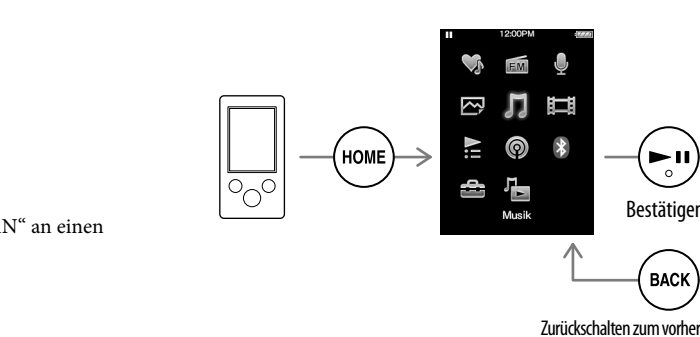 12:00PM
FM
HOME
Musik
Bestätigen
N“ an einen
BACK
Zurückschalten zum vorher